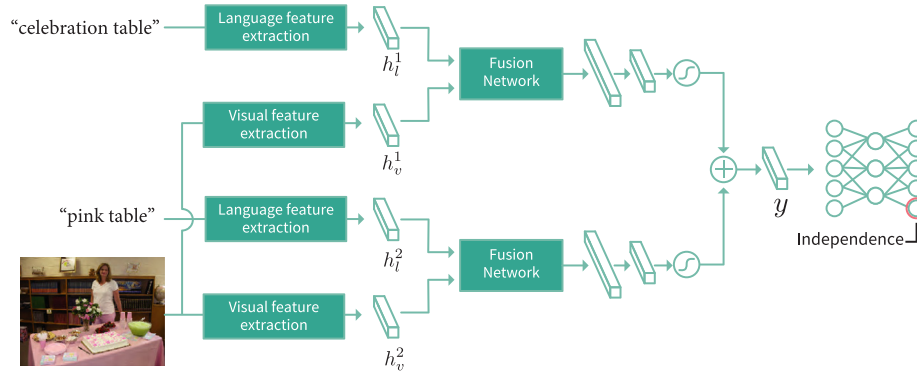 “celebration table”
Language feature
extraction
h_l^1
Fusion
Network
Visual feature
extraction
h_v^1
y
“pink table”
Language feature
extraction
h_l^2
Fusion
Network
Independence
Visual feature
extraction
h_v^2